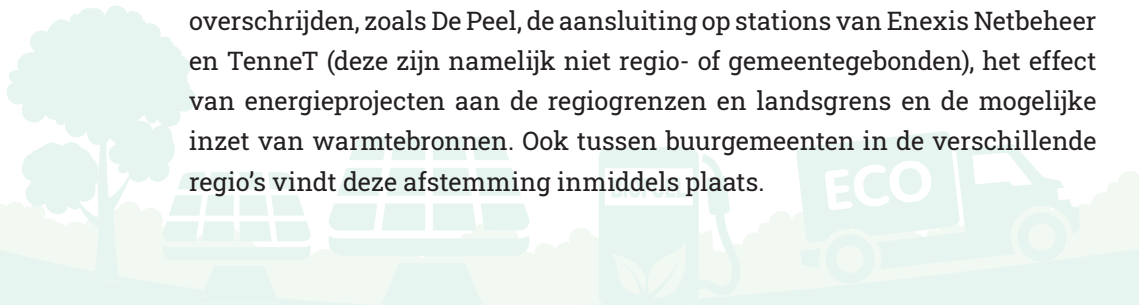 overschrijden, zoals De Peel, de aansluiting op stations van Enexis Netbeheer
en TenneT (deze zijn namelijk niet regio- of gemeentegebonden), het effect
van energieprojecten aan de regiogrenzen en landsgrens en de mogelijke
inzet van warmtebronnen. Ook tussen buurgemeenten in de verschillende
regio's vindt deze afstemming inmiddels plaats.
ECO